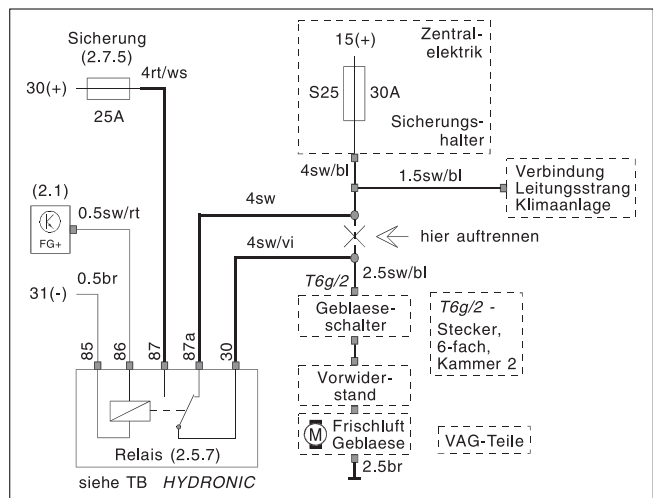 Sicherung
(2.7.5)
4rt/ws
30(+)
25A
Zentral-
elektrik
15(+)
S25
30A
Sicherungs-
halter
4sw/bl
1.5sw/bl
Verbindung
Leitungsstrang
Klimaanlage
(2.1)
0.5sw/rt
FG+
4sw
hier auftrennen
4sw/vi
2.5sw/bl
31(-)
0.5br
T6g/2
Geblaese-
schalter
T6g/2 -
Stecker,
6-fach,
Kammer 2
85
86
87
87a
30
Vorwider-
stand
M
Frischluft
Geblaese
VAG-Teile
Relais (2.5.7)
2.5br
siehe TB HYDRONIC